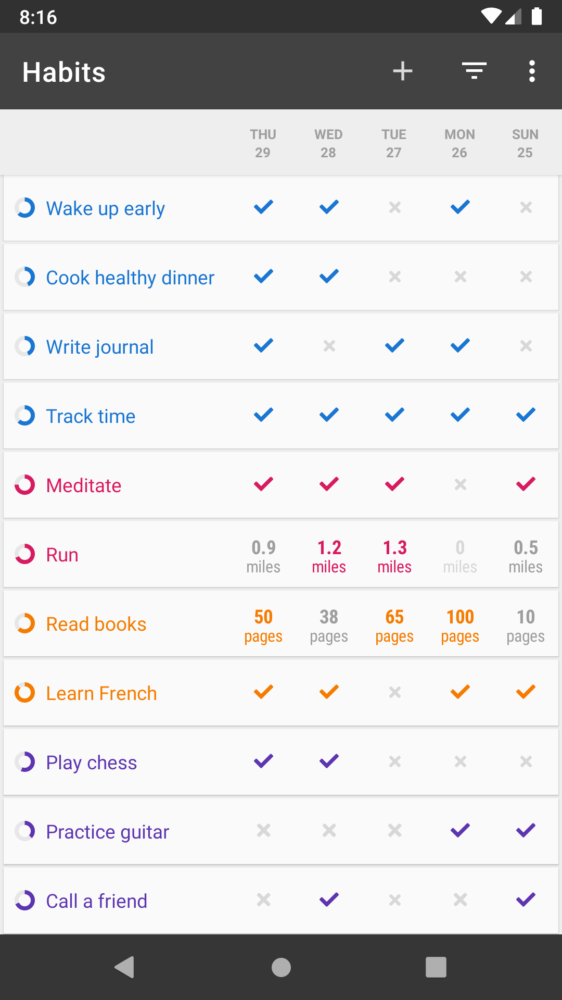 8:16
Habits
THU WED TUE MON SUN
29 28 27 26 25
Wake up early
Cook healthy dinner
Write journal
Track time
Meditate
Run
0.9 1.2 1.3 0 0.5
miles miles miles miles miles
Read books
50 38 65 100 10
pages pages pages pages pages
Learn French
Play chess
Practice guitar
Call a friend